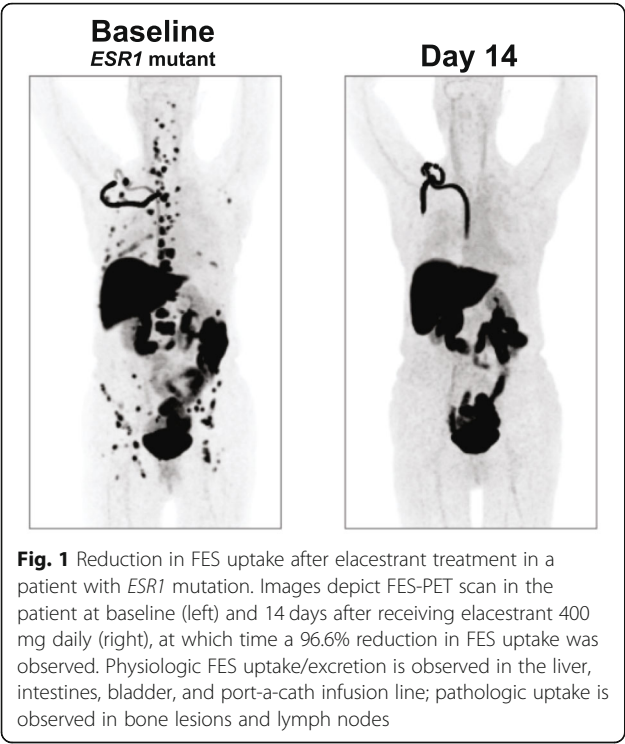 Baseline
ESR1 mutant
Day 14
Fig. 1 Reduction in FES uptake after elacestrant treatment in a
patient with ESR1 mutation. Images depict FES-PET scan in the
patient at baseline (left) and 14 days after receiving elacestrant 400
mg daily (right), at which time a 96.6% reduction in FES uptake was
observed. Physiologic FES uptake/excretion is observed in the liver,
intestines, bladder, and port-a-cath infusion line; pathologic uptake is
observed in bone lesions and lymph nodes